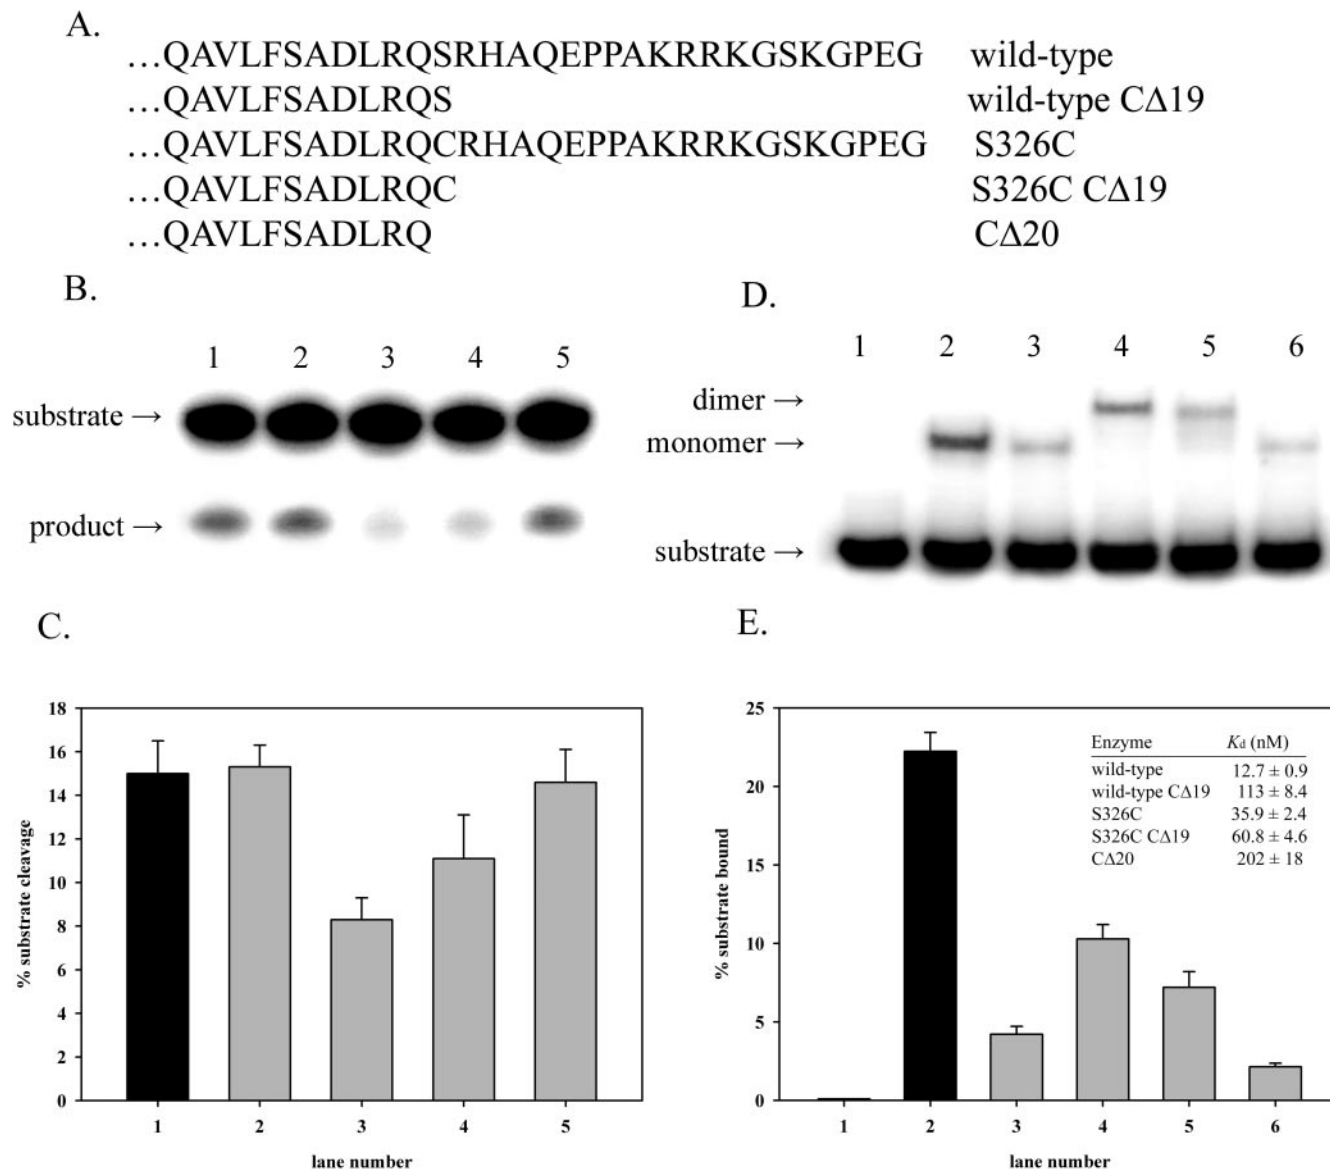 A.
...QAVLFSADLRQSRHAQEPPAKRRKGSKGPEG wild-type
...QAVLFSADLRQS wild-type CΔ19
...QAVLFSADLRQCRHAQEPPAKRRKGSKGPEG S326C
...QAVLFSADLRQC S326C CΔ19
...QAVLFSADLRQ CΔ20
B.
1 2 3 4 5
substrate →
product →
D.
1 2 3 4 5 6
dimer →
monomer →
substrate →
C.
% substrate cleavage
18
16
14
12
10
8
6
4
2
0
1 2 3 4 5
lane number
E.
% substrate bound
25
20
15
10
5
0
Enzyme Kd (nM)
wild-type 12.7 ± 0.9
wild-type CΔ19 113 ± 8.4
S326C 35.9 ± 2.4
S326C CΔ19 60.8 ± 4.6
CΔ20 202 ± 18
1 2 3 4 5 6
lane number